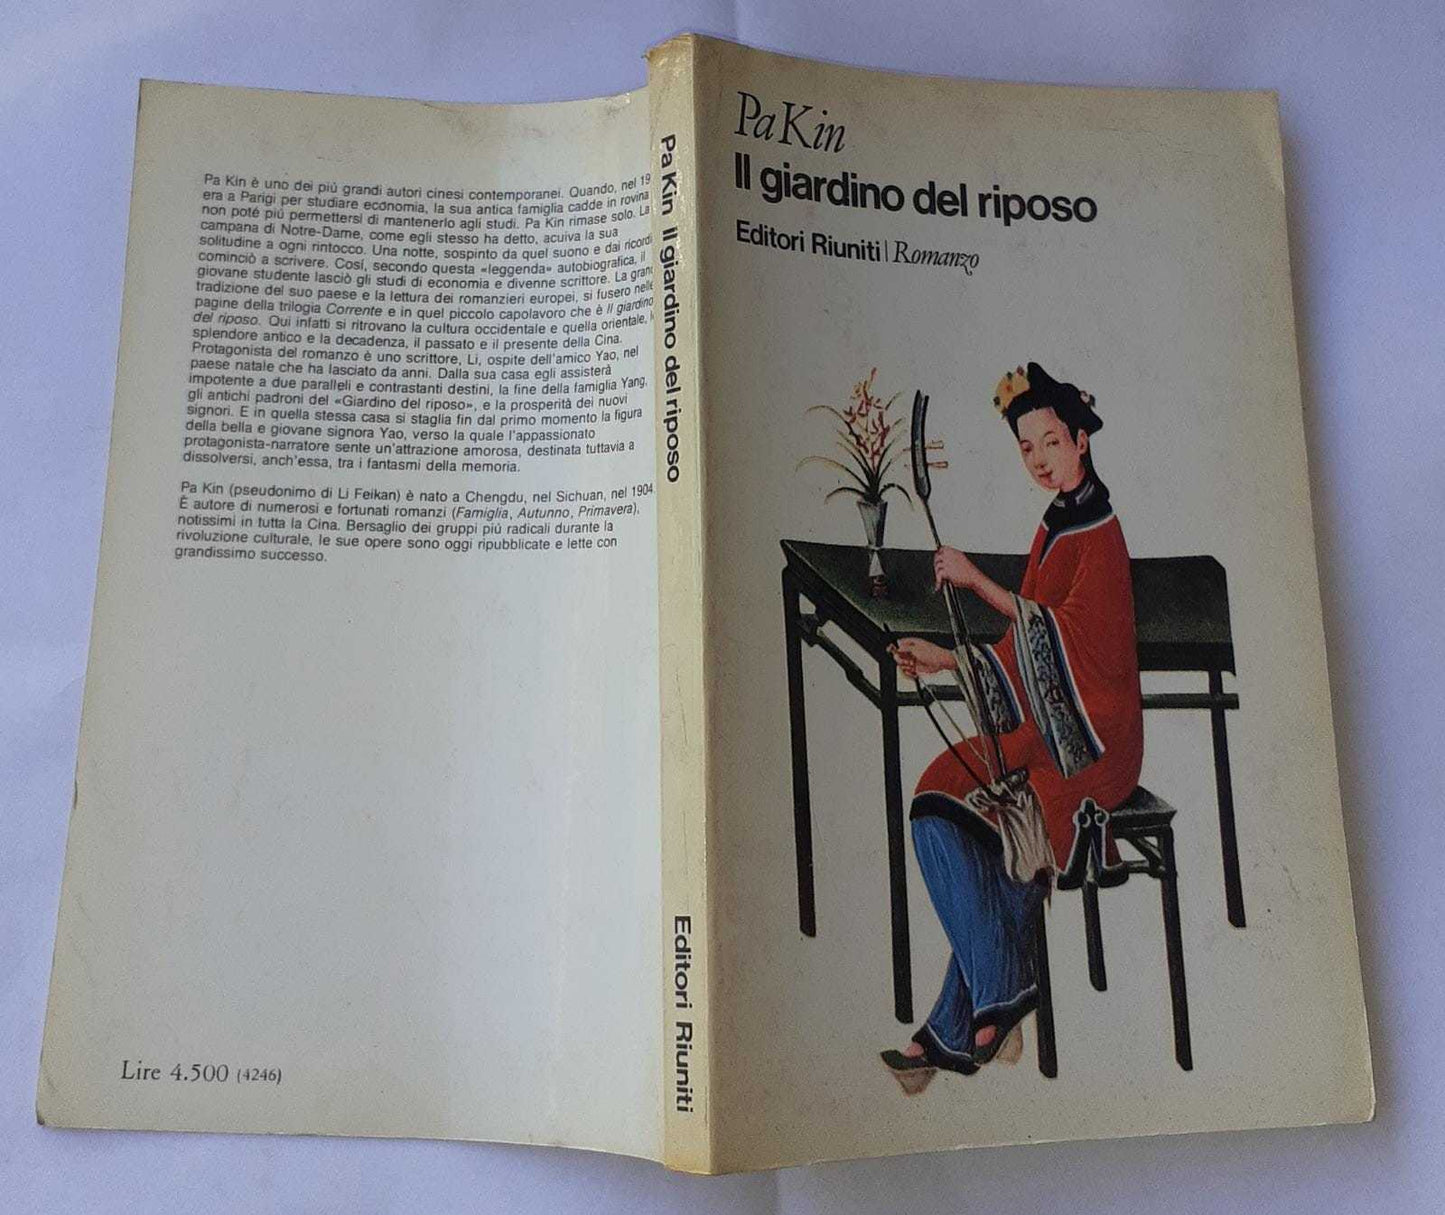 Pa Kin è uno dei piú grandi autori cinesi contemporanei. Quando, nel 19
era a Parigi per studiare economia, la sua antica famiglia cadde in rovina
non poté piú permettersi di mantenerlo agli studi. Pa Kin rimase solo. La
campana di Notre-Dame, come egli stesso ha detto, acuiva la sua
solitudine a ogni rintocco. Una notte, sospinto da quel suono e dai ricordi
cominciò a scrivere. Cosí, secondo questa «leggenda» autobiografica, il
giovane studente lasciò gli studi di economia e divenne scrittore. La grand
tradizione del suo paese e la lettura dei romanzieri europei, si fusero nelle
pagine della trilogia Corrente e in quel piccolo capolavoro che è Il giardino
del riposo. Qui infatti si ritrovano la cultura occidentale e quella orientale, l
splendore antico e la decadenza, il passato e il presente della Cina.
Protagonista del romanzo è uno scrittore, Li, ospite dell'amico Yao, nel
paese natale che ha lasciato da anni. Dalla sua casa egli assisterà
impotente a due paralleli e contrastanti destini, la fine della famiglia Yang,
gli antichi padroni del «Giardino del riposo», e la prosperità dei nuovi
signori. E in quella stessa casa si staglia fin dal primo momento la figura
della bella e giovane signora Yao, verso la quale l'appassionato
protagonista-narratore sente un'attrazione amorosa, destinata tuttavia a
dissolversi, anch'essa, tra i fantasmi della memoria.
Pa Kin (pseudonimo di Li Feikan) è nato a Chengdu, nel Sichuan, nel 1904
È autore di numerosi e fortunati romanzi (Famiglia, Autunno, Primavera),
notissimi in tutta la Cina. Bersaglio dei gruppi piú radicali durante la
rivoluzione culturale, le sue opere sono oggi ripubblicate e lette con
grandissimo successo.
Lire 4.500 (4246)
Pa Kin Il giardino del riposo
Editori Riuniti
Pa Kin
Il giardino del riposo
Editori Riuniti | Romanzo